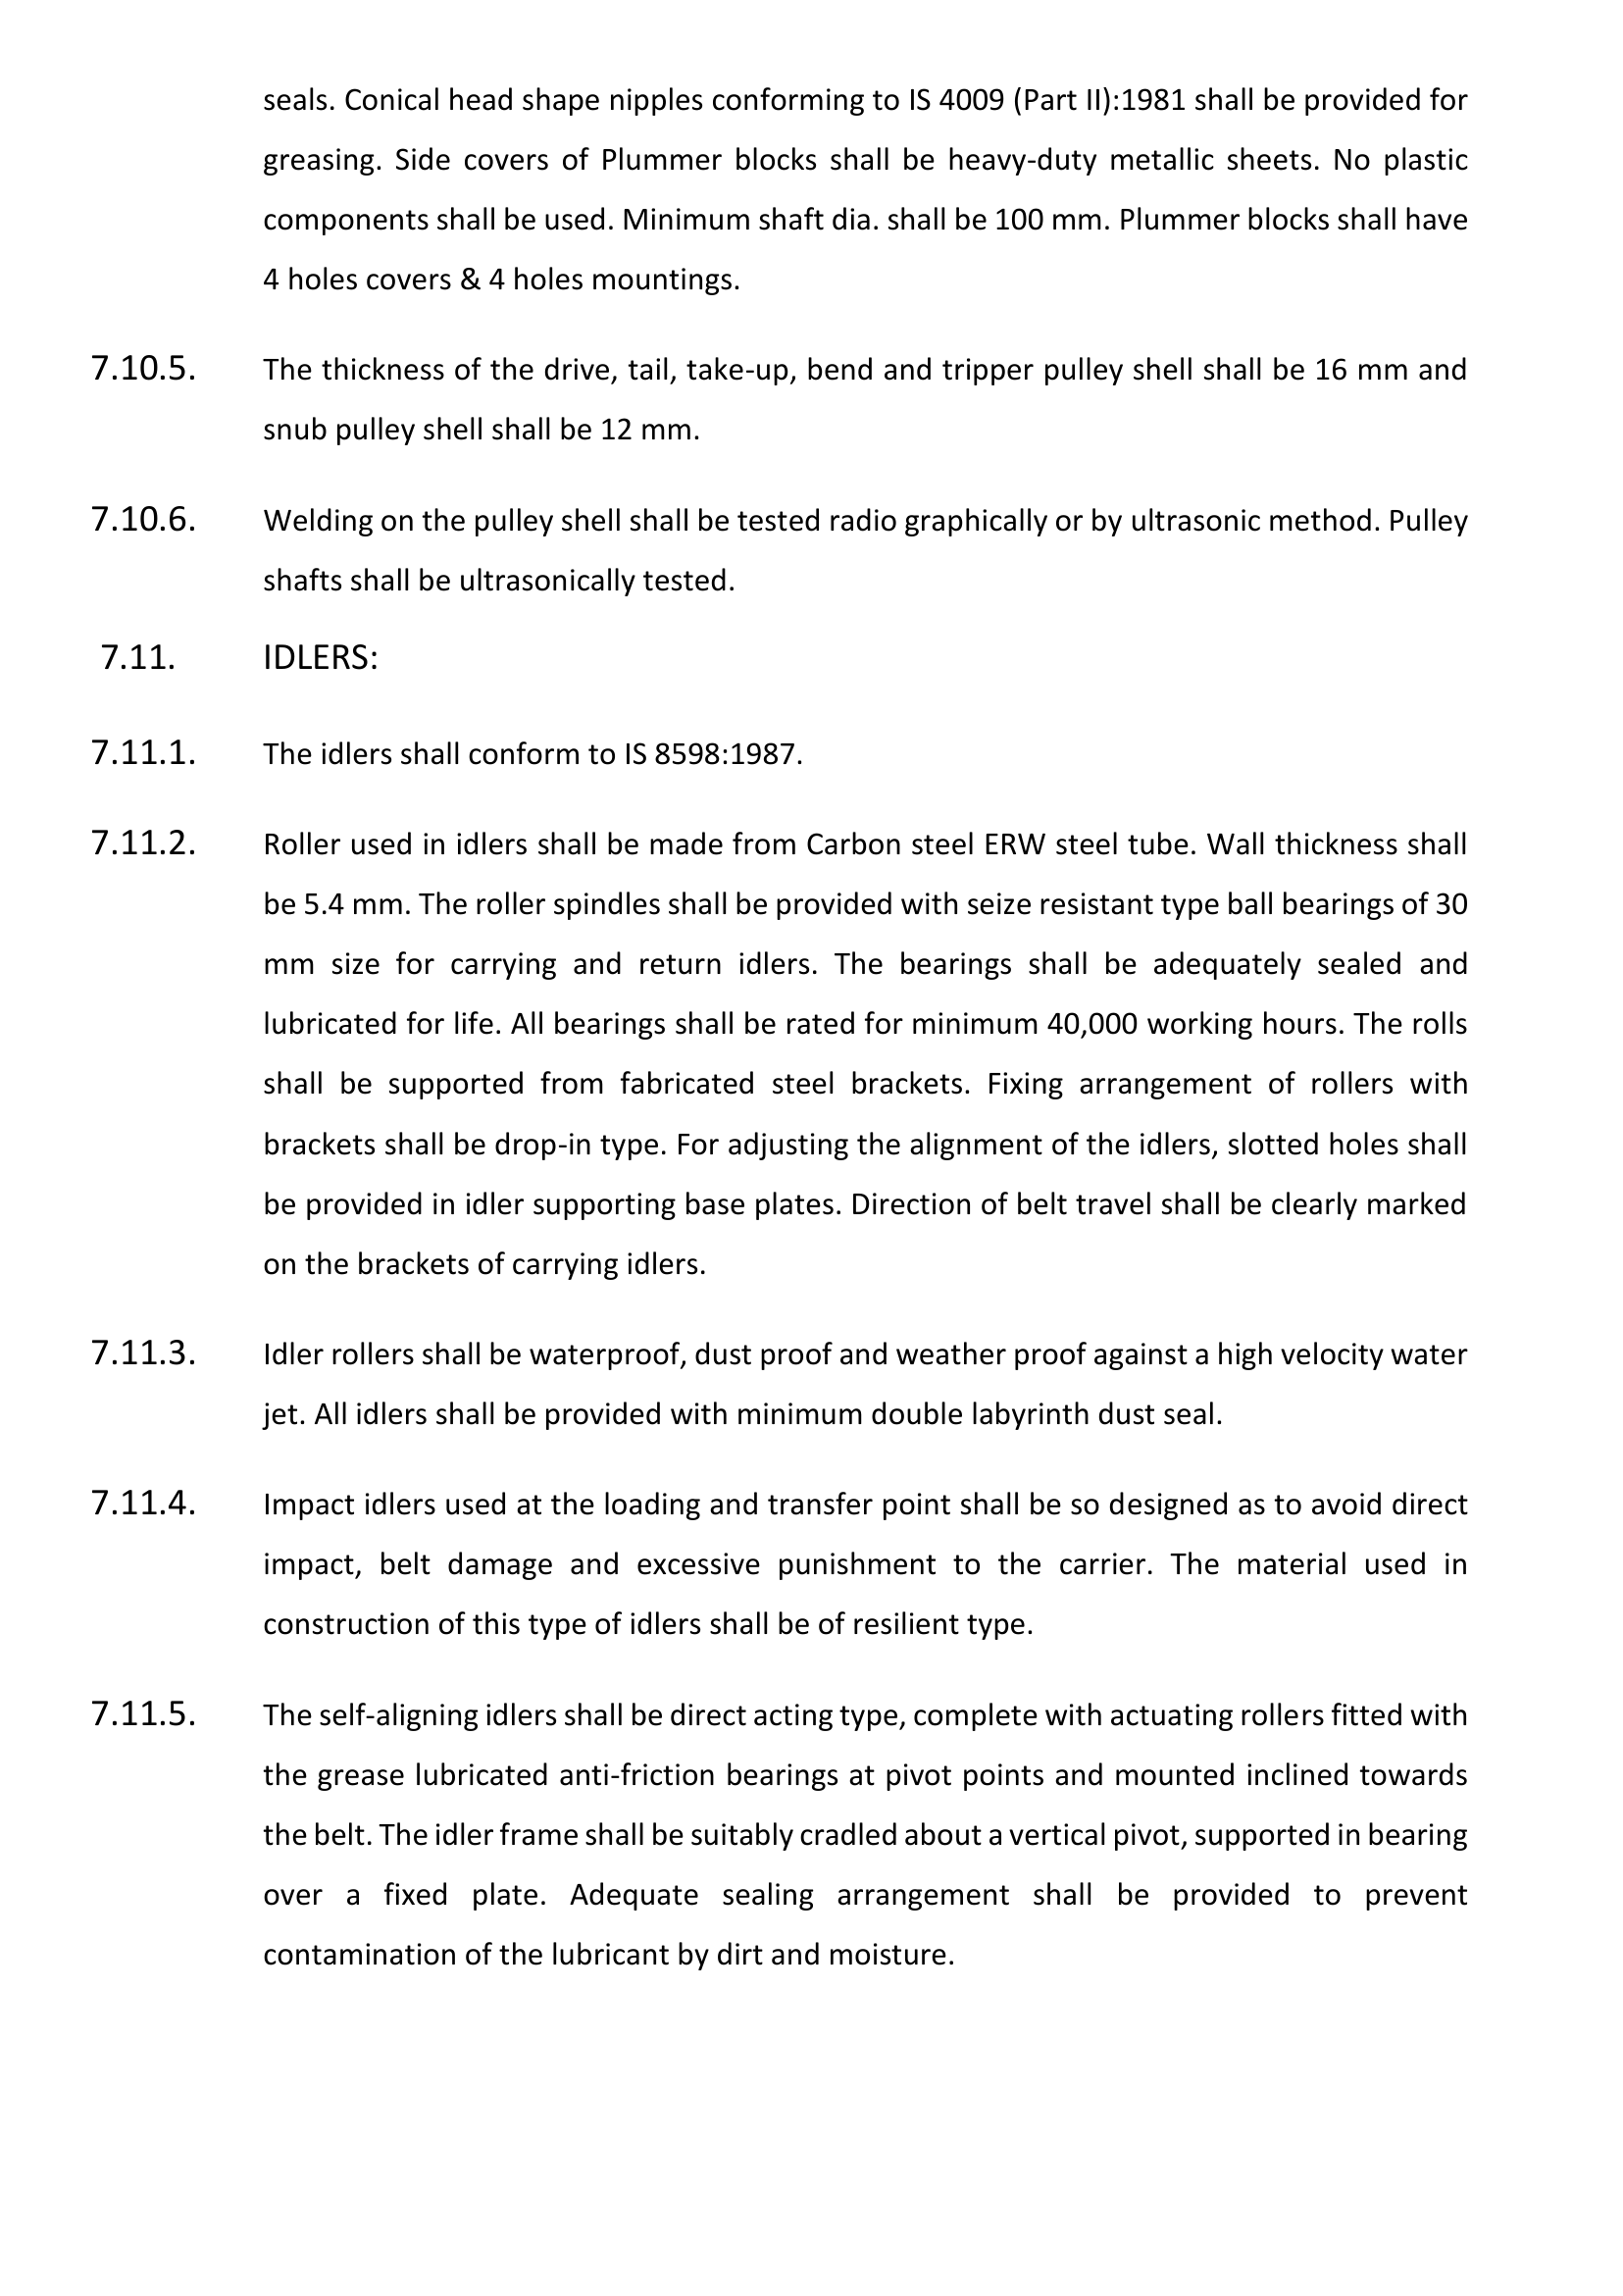 seals. Conical head shape nipples conforming to IS 4009 (Part II):1981 shall be provided for
greasing. Side covers of Plummer blocks shall be heavy-duty metallic sheets. No plastic
components shall be used. Minimum shaft dia. shall be 100 mm. Plummer blocks shall have
4 holes covers & 4 holes mountings.
7.10.5. The thickness of the drive, tail, take-up, bend and tripper pulley shell shall be 16 mm and
snub pulley shell shall be 12 mm.
7.10.6. Welding on the pulley shell shall be tested radio graphically or by ultrasonic method. Pulley
shafts shall be ultrasonically tested.
7.11. IDLERS:
7.11.1. The idlers shall conform to IS 8598:1987.
7.11.2. Roller used in idlers shall be made from Carbon steel ERW steel tube. Wall thickness shall
be 5.4 mm. The roller spindles shall be provided with seize resistant type ball bearings of 30
mm size for carrying and return idlers. The bearings shall be adequately sealed and
lubricated for life. All bearings shall be rated for minimum 40,000 working hours. The rolls
shall be supported from fabricated steel brackets. Fixing arrangement of rollers with
brackets shall be drop-in type. For adjusting the alignment of the idlers, slotted holes shall
be provided in idler supporting base plates. Direction of belt travel shall be clearly marked
on the brackets of carrying idlers.
7.11.3. Idler rollers shall be waterproof, dust proof and weather proof against a high velocity water
jet. All idlers shall be provided with minimum double labyrinth dust seal.
7.11.4. Impact idlers used at the loading and transfer point shall be so designed as to avoid direct
impact, belt damage and excessive punishment to the carrier. The material used in
construction of this type of idlers shall be of resilient type.
7.11.5. The self-aligning idlers shall be direct acting type, complete with actuating rollers fitted with
the grease lubricated anti-friction bearings at pivot points and mounted inclined towards
the belt. The idler frame shall be suitably cradled about a vertical pivot, supported in bearing
over a fixed plate. Adequate sealing arrangement shall be provided to prevent
contamination of the lubricant by dirt and moisture.